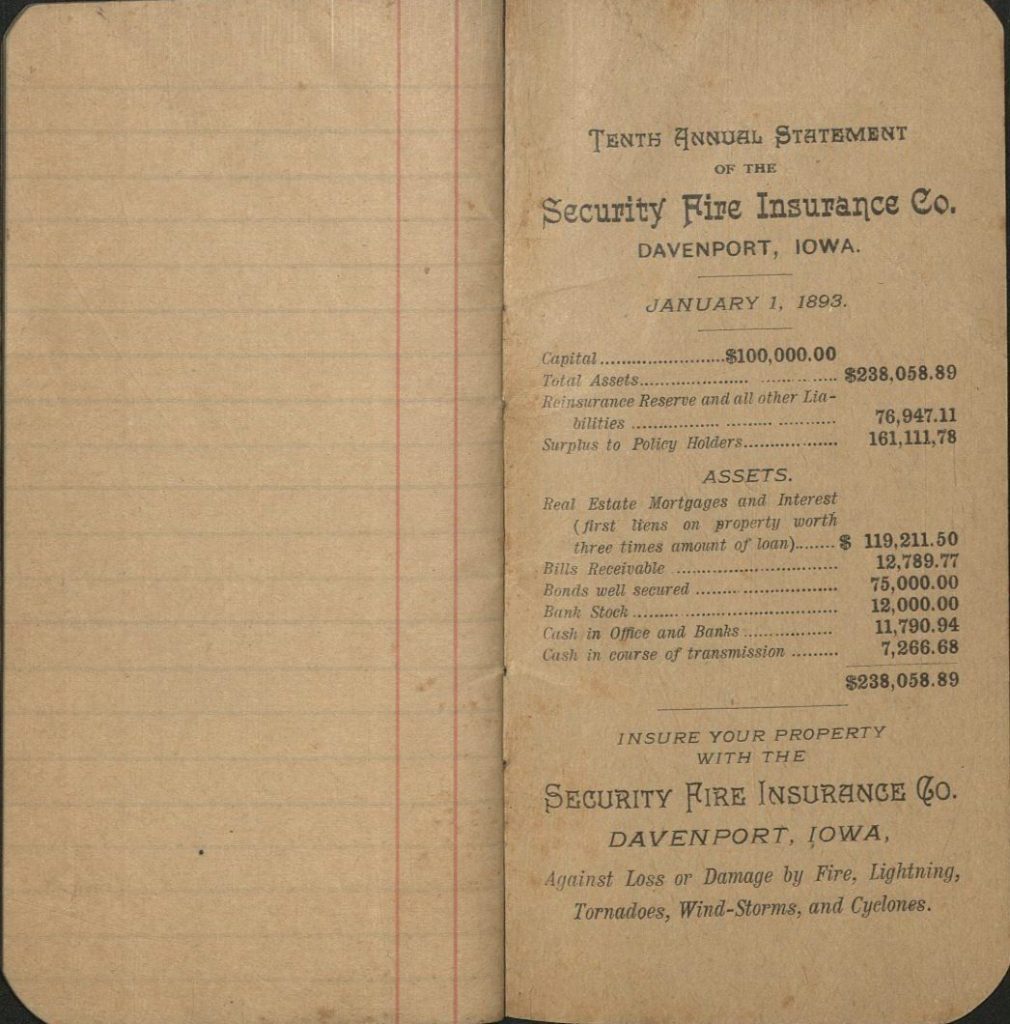 TENTH ANNUAL STATEMENT
OF THE
Security Fire Insurance Co.
DAVENPORT, IOWA.
JANUARY 1, 1893.
Capital........................$100,000.00
Total Assets..................... .............. $238,058.89
Reinsurance Reserve and all other Lia-
bilities ................ ......... ........... 76,947.11
Surplus to Policy Holders................. 161,111,78
ASSETS.
Real Estate Mortgages and Interest
(first liens on property worth
three times amount of loan)........$ 119,211.50
Bills Receivable .............................. 12,789.77
Bonds well secured ........................... 75,000.00
Bank Stock ..................................... 12,000.00
Cash in Office and Banks ................. 11,790.94
Cash in course of transmission ......... 7,266.68
$238,058.89
INSURE YOUR PROPERTY
WITH THE
SECURITY FIRE INSURANCE CO.
DAVENPORT, IOWA,
Against Loss or Damage by Fire, Lightning,
Tornadoes, Wind-Storms, and Cyclones.